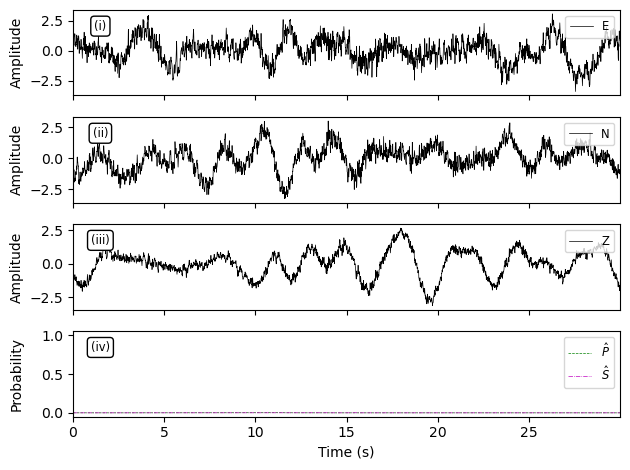 Amplitude
2.5
0.0
−2.5
(i)
E
Amplitude
2.5
0.0
−2.5
(ii)
N
Amplitude
2.5
0.0
−2.5
(iii)
Z
Probability
1.0
0.5
0.0
(iv)
P̂
Ŝ
0 5 10 15 20 25
Time (s)